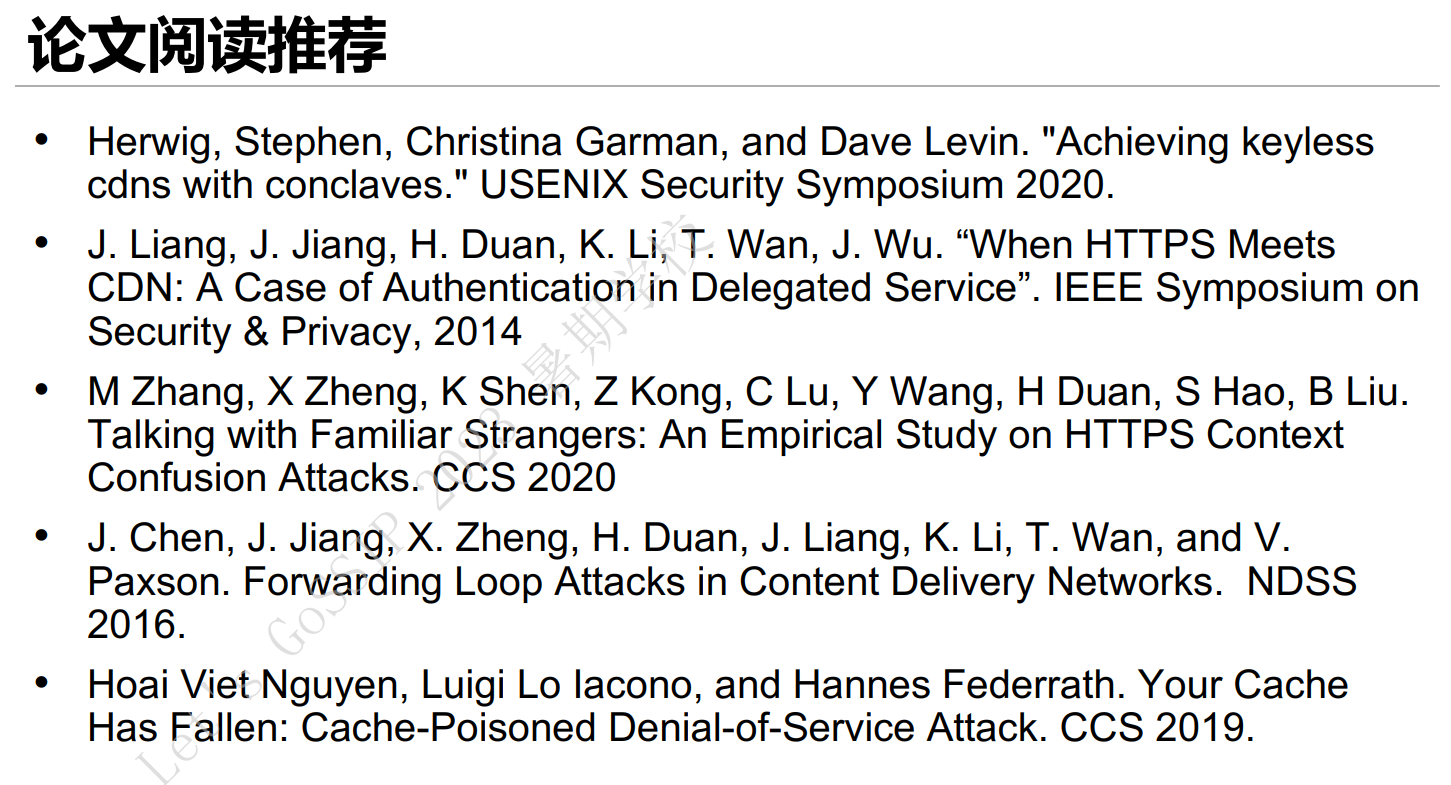 论文阅读推荐
• Herwig, Stephen, Christina Garman, and Dave Levin. "Achieving keyless
cdns with conclaves." USENIX Security Symposium 2020.
• J. Liang, J. Jiang, H. Duan, K. Li, T. Wan, J. Wu. “When HTTPS Meets
CDN: A Case of Authentication in Delegated Service”. IEEE Symposium on
Security & Privacy, 2014
• M Zhang, X Zheng, K Shen, Z Kong, C Lu, Y Wang, H Duan, S Hao, B Liu.
Talking with Familiar Strangers: An Empirical Study on HTTPS Context
Confusion Attacks. CCS 2020
• J. Chen, J. Jiang, X. Zheng, H. Duan, J. Liang, K. Li, T. Wan, and V.
Paxson. Forwarding Loop Attacks in Content Delivery Networks.  NDSS
2016.
• Hoai Viet Nguyen, Luigi Lo Iacono, and Hannes Federrath. Your Cache
Has Fallen: Cache-Poisoned Denial-of-Service Attack. CCS 2019.
Let's GoSSIP 2023 暑期学校